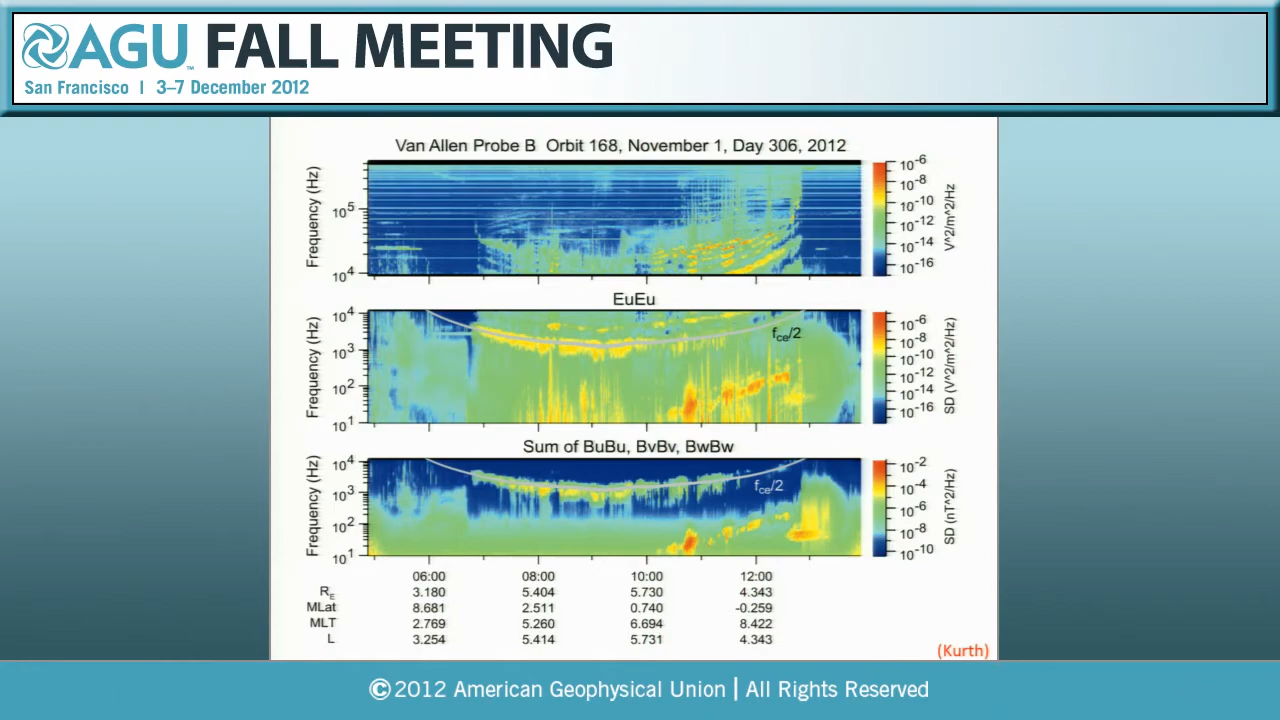 AGU™ FALL MEETING
San Francisco | 3–7 December 2012
Van Allen Probe B Orbit 168, November 1, Day 306, 2012
Frequency (Hz)
10^5
10^4
10^-6
10^-8
10^-10
10^-12
10^-14
10^-16
V^2/m^2/Hz
EuEu
Frequency (Hz)
10^4
10^3
10^2
10^1
f_ce/2
10^-6
10^-8
10^-10
10^-12
10^-14
10^-16
SD (V^2/m^2/Hz)
Sum of BuBu, BvBv, BwBw
Frequency (Hz)
10^4
10^3
10^2
10^1
f_ce/2
10^-2
10^-4
10^-6
10^-8
10^-10
SD (nT^2/Hz)
06:00 08:00 10:00 12:00
R_E 3.180 5.404 5.730 4.343
MLat 8.681 2.511 0.740 -0.259
MLT 2.769 5.260 6.694 8.422
L 3.254 5.414 5.731 4.343
(Kurth)
©2012 American Geophysical Union | All Rights Reserved